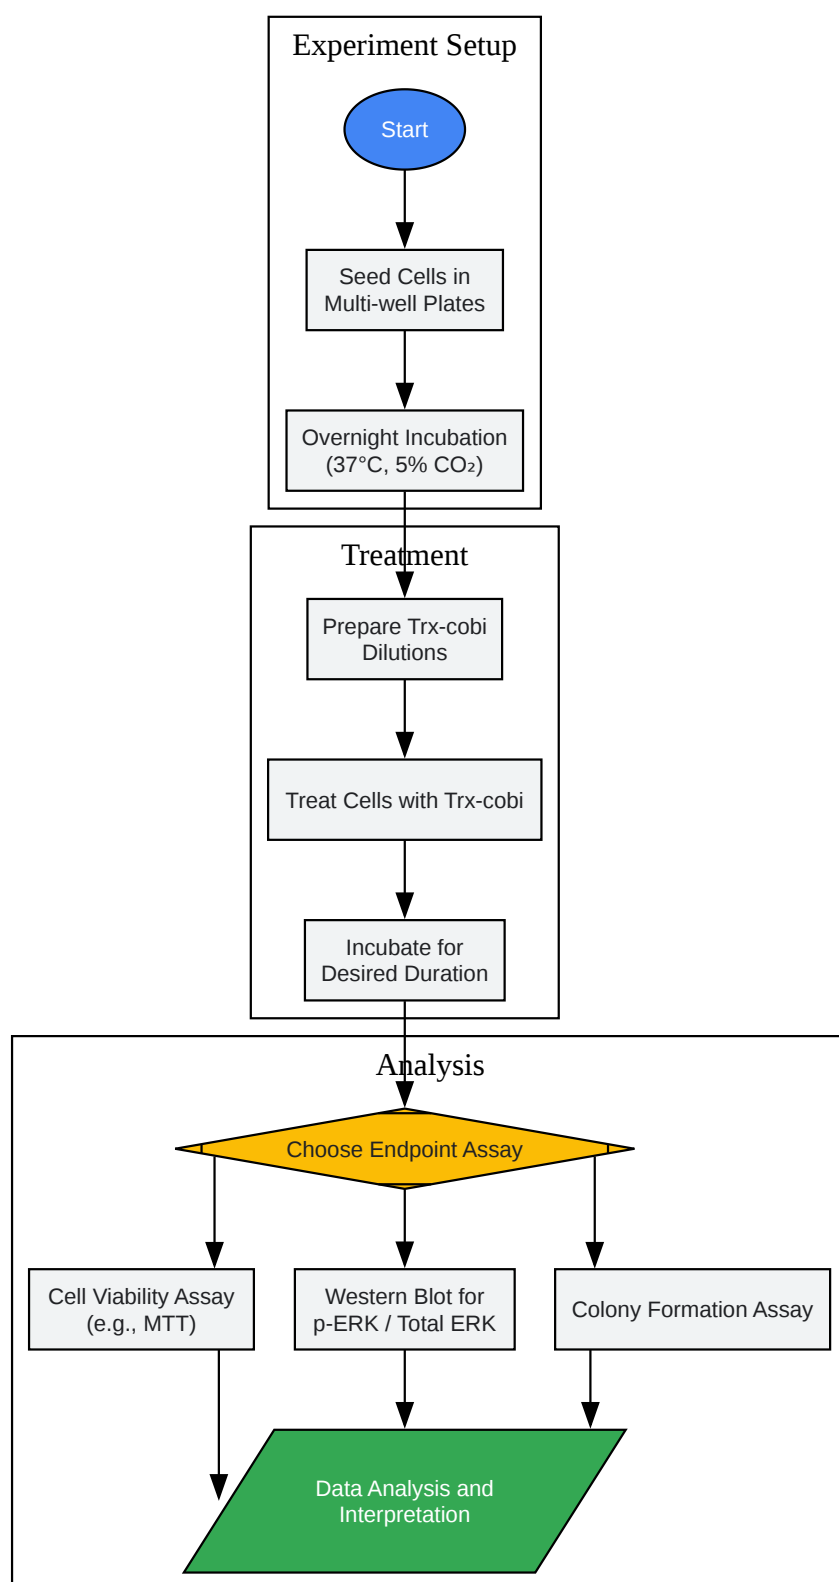 Experiment Setup
Start
Seed Cells in
Multi-well Plates
Overnight Incubation
(37°C, 5% CO₂)
Treatment
Prepare Trx-cobi
Dilutions
Treat Cells with Trx-cobi
Incubate for
Desired Duration
Analysis
Choose Endpoint Assay
Cell Viability Assay
(e.g., MTT)
Western Blot for
p-ERK / Total ERK
Colony Formation Assay
Data Analysis and
Interpretation